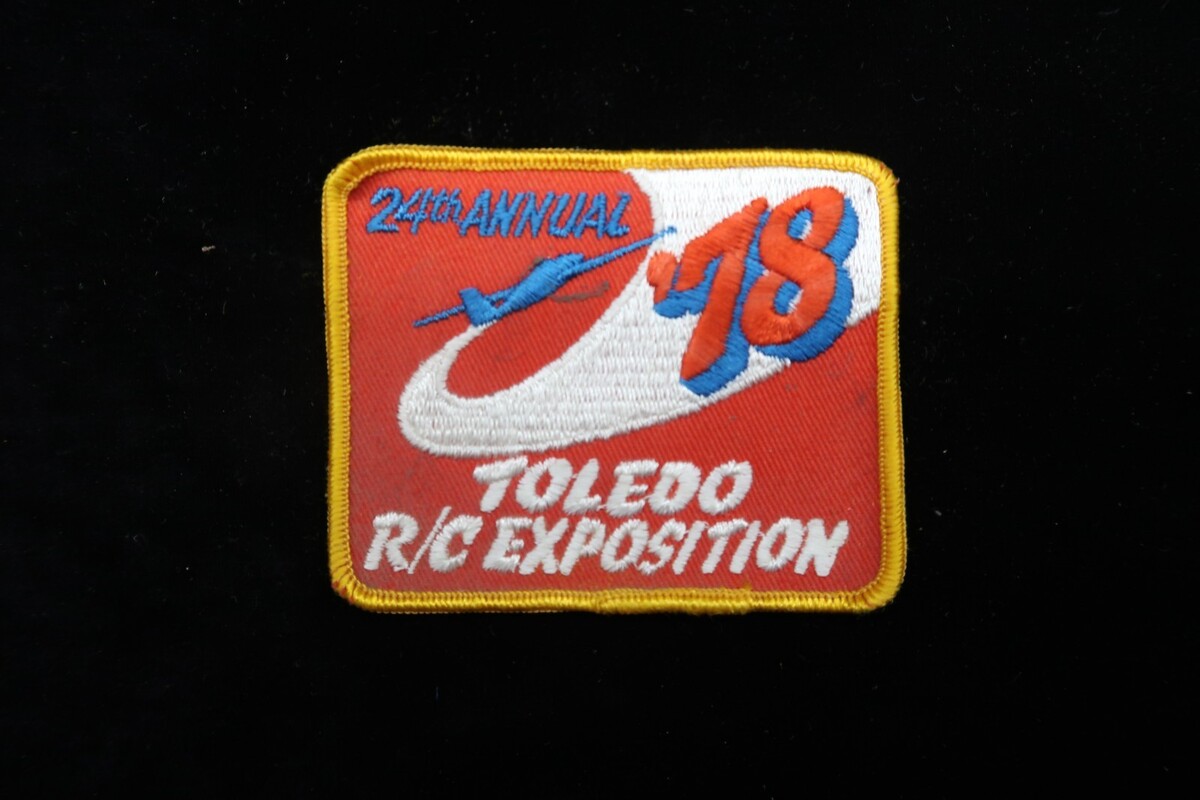 24th ANNUAL
'78
TOLEDO
R/C EXPOSITION